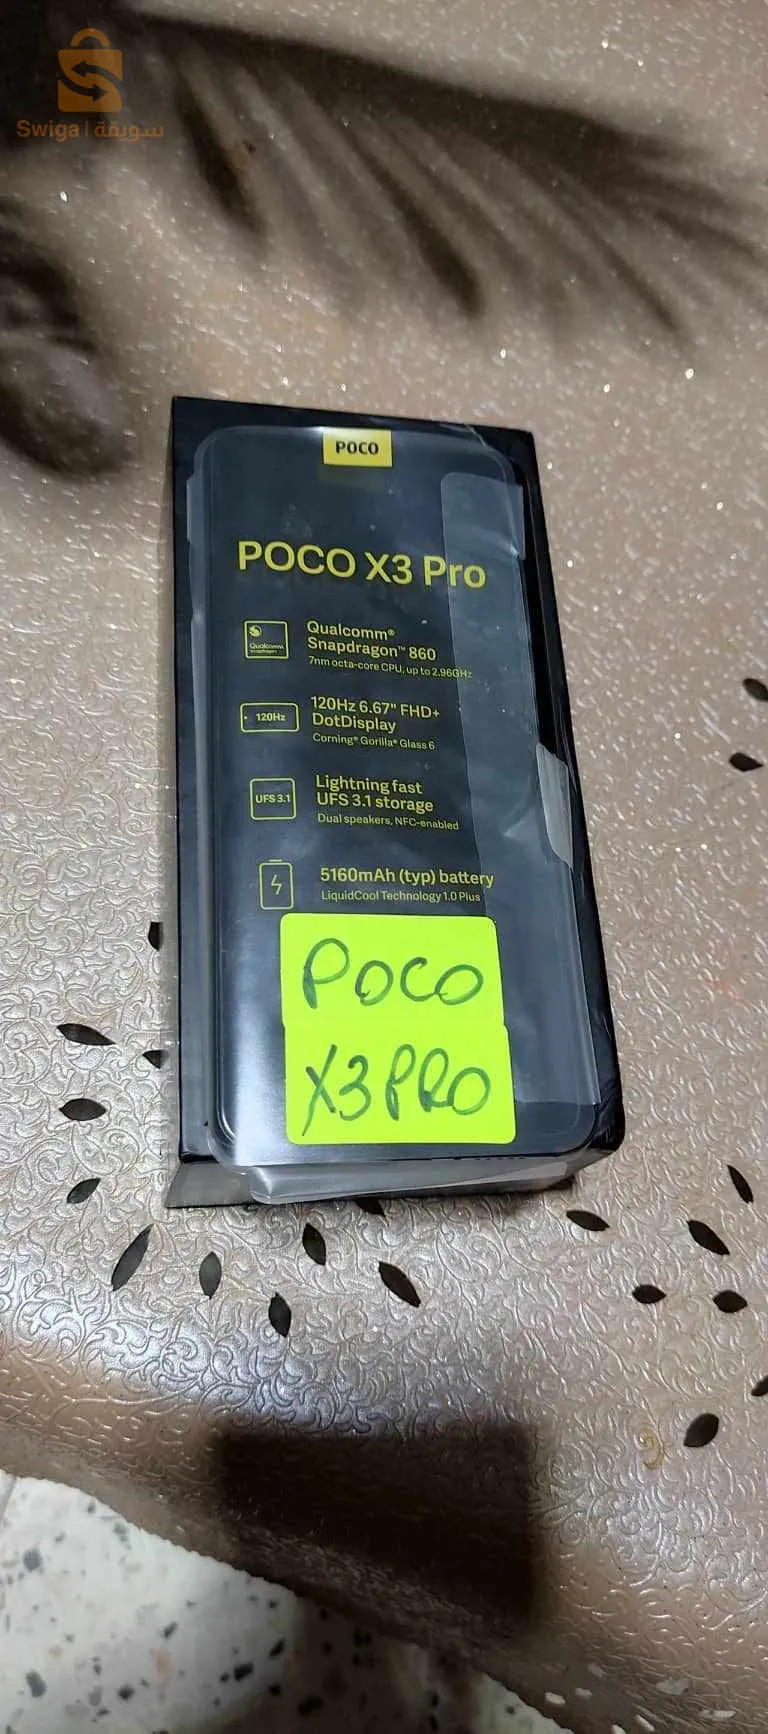 Swiga | سويقة
POCO
POCO X3 Pro
Qualcomm
snapdragon
Qualcomm®
Snapdragon™ 860
7nm octa-core CPU, up to 2.96GHz
120Hz
120Hz 6.67" FHD+
DotDisplay
Corning® Gorilla® Glass 6
UFS 3.1
Lightning fast
UFS 3.1 storage
Dual speakers, NFC-enabled
5160mAh (typ) battery
LiquidCool Technology 1.0 Plus
POCO
X3 PRO